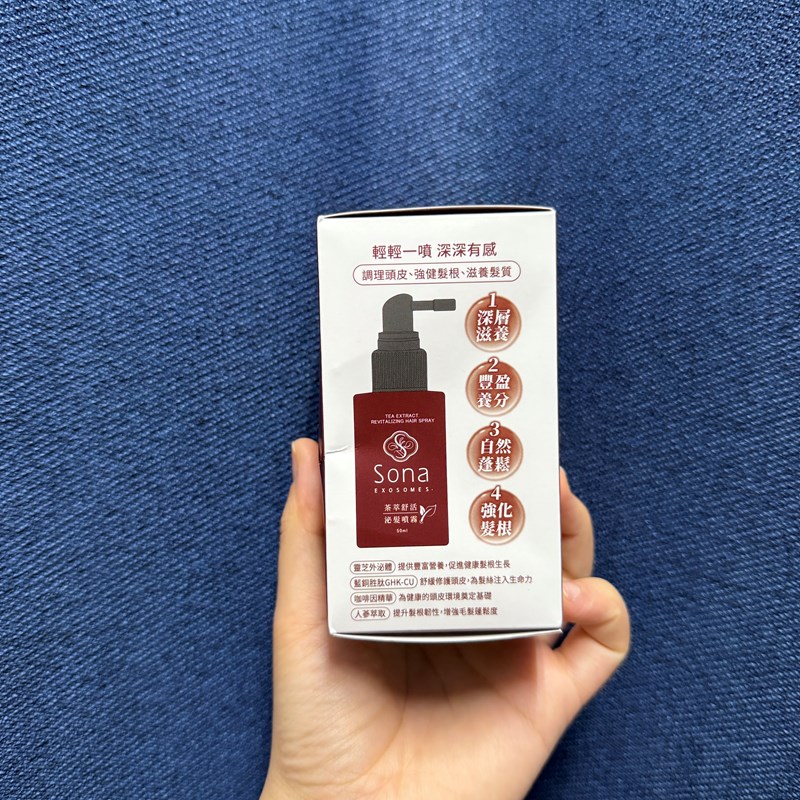 輕輕一噴 深深有感
調理頭皮、強健髮根、滋養髮質
1
深層
滋養
2
豐盈
養分
3
自然
蓬鬆
4
強化
髮根
TEA EXTRACT
REVITALIZING HAIR SPRAY
Sona
EXOSOMES
茶萃舒活
泌髮噴霧
60ml
靈芝外泌體 提供豐富營養，促進健康髮根生長
藍銅胜肽GHK-CU 舒緩修護頭皮，為髮絲注入生命力
咖啡因精華 為健康的頭皮環境奠定基礎
人蔘萃取 提升髮根韌性，增強毛髮蓬鬆度